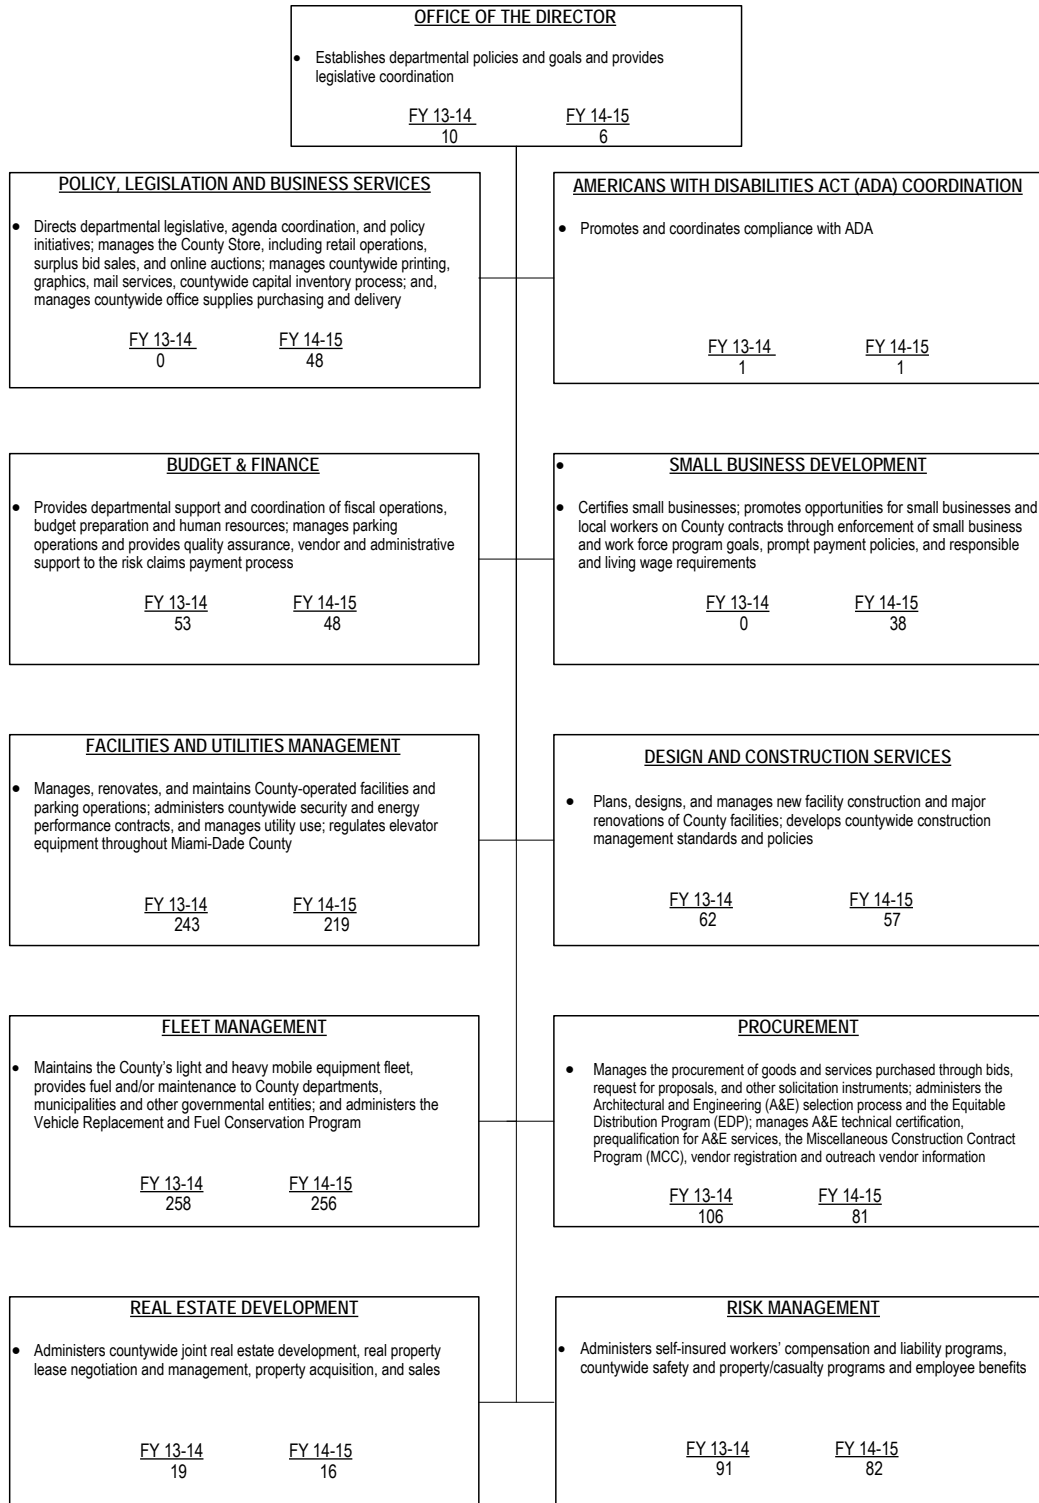 OFFICE OF THE DIRECTOR
• Establishes departmental policies and goals and provides
legislative coordination
FY 13-14 FY 14-15
10 6
POLICY, LEGISLATION AND BUSINESS SERVICES
• Directs departmental legislative, agenda coordination, and policy
initiatives; manages the County Store, including retail operations,
surplus bid sales, and online auctions; manages countywide printing,
graphics, mail services, countywide capital inventory process; and,
manages countywide office supplies purchasing and delivery
FY 13-14 FY 14-15
0 48
AMERICANS WITH DISABILITIES ACT (ADA) COORDINATION
• Promotes and coordinates compliance with ADA
FY 13-14 FY 14-15
1 1
BUDGET & FINANCE
• Provides departmental support and coordination of fiscal operations,
budget preparation and human resources; manages parking
operations and provides quality assurance, vendor and administrative
support to the risk claims payment process
FY 13-14 FY 14-15
53 48
• SMALL BUSINESS DEVELOPMENT
• Certifies small businesses; promotes opportunities for small businesses and
local workers on County contracts through enforcement of small business
and work force program goals, prompt payment policies, and responsible
and living wage requirements
FY 13-14 FY 14-15
0 38
FACILITIES AND UTILITIES MANAGEMENT
• Manages, renovates, and maintains County-operated facilities and
parking operations; administers countywide security and energy
performance contracts, and manages utility use; regulates elevator
equipment throughout Miami-Dade County
FY 13-14 FY 14-15
243 219
DESIGN AND CONSTRUCTION SERVICES
• Plans, designs, and manages new facility construction and major
renovations of County facilities; develops countywide construction
management standards and policies
FY 13-14 FY 14-15
62 57
FLEET MANAGEMENT
• Maintains the County's light and heavy mobile equipment fleet,
provides fuel and/or maintenance to County departments,
municipalities and other governmental entities; and administers the
Vehicle Replacement and Fuel Conservation Program
FY 13-14 FY 14-15
258 256
PROCUREMENT
• Manages the procurement of goods and services purchased through bids,
request for proposals, and other solicitation instruments; administers the
Architectural and Engineering (A&E) selection process and the Equitable
Distribution Program (EDP); manages A&E technical certification,
prequalification for A&E services, the Miscellaneous Construction Contract
Program (MCC), vendor registration and outreach vendor information
FY 13-14 FY 14-15
106 81
REAL ESTATE DEVELOPMENT
• Administers countywide joint real estate development, real property
lease negotiation and management, property acquisition, and sales
FY 13-14 FY 14-15
19 16
RISK MANAGEMENT
• Administers self-insured workers' compensation and liability programs,
countywide safety and property/casualty programs and employee benefits
FY 13-14 FY 14-15
91 82